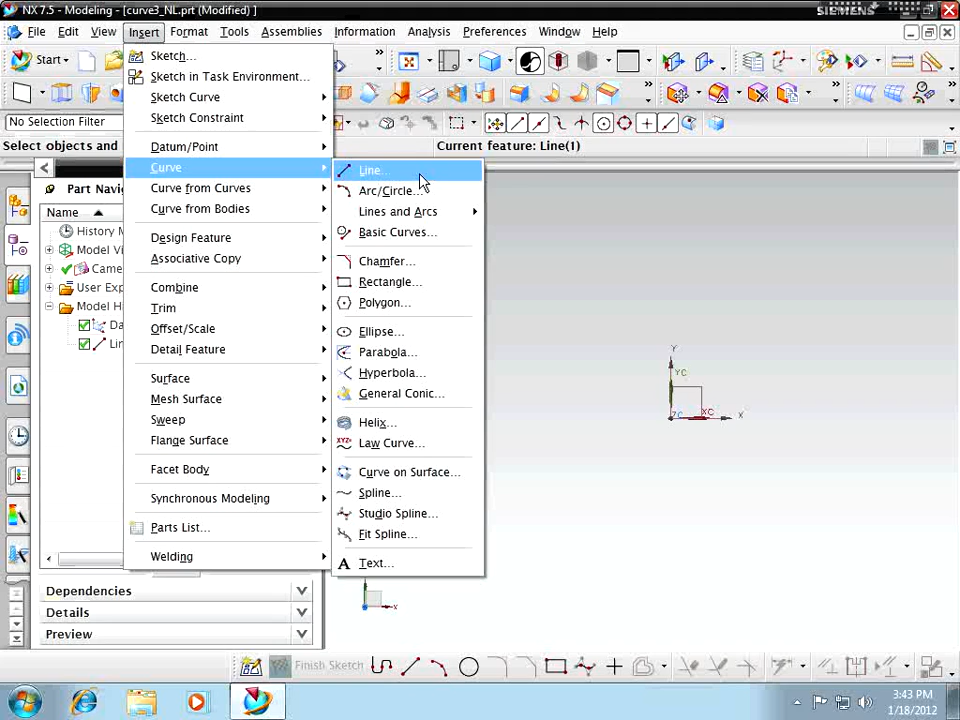 NX 7.5 - Modeling - [curve3_NL.prt (Modified) ]
SIEMENS
File Edit View Insert Format Tools Assemblies Information Analysis Preferences Window Help
Start
No Selection Filter
Select objects and
Current feature: Line(1)
Part Navi
Name
History M
Model Vi
Came
User Exp
Model Hi
Da
Lin
Dependencies
Details
Preview
Sketch...
Sketch in Task Environment...
Sketch Curve
Sketch Constraint
Datum/Point
Curve
Curve from Curves
Curve from Bodies
Design Feature
Associative Copy
Combine
Trim
Offset/Scale
Detail Feature
Surface
Mesh Surface
Sweep
Flange Surface
Facet Body
Synchronous Modeling
Parts List...
Welding
Line...
Arc/Circle...
Lines and Arcs
Basic Curves...
Chamfer...
Rectangle...
Polygon...
Ellipse...
Parabola...
Hyperbola...
General Conic...
Helix...
XYZ= Law Curve...
Curve on Surface...
Spline...
Studio Spline...
Fit Spline...
A Text...
Y
YC
ZC XC X
X
Finish Sketch
3:43 PM
1/18/2012